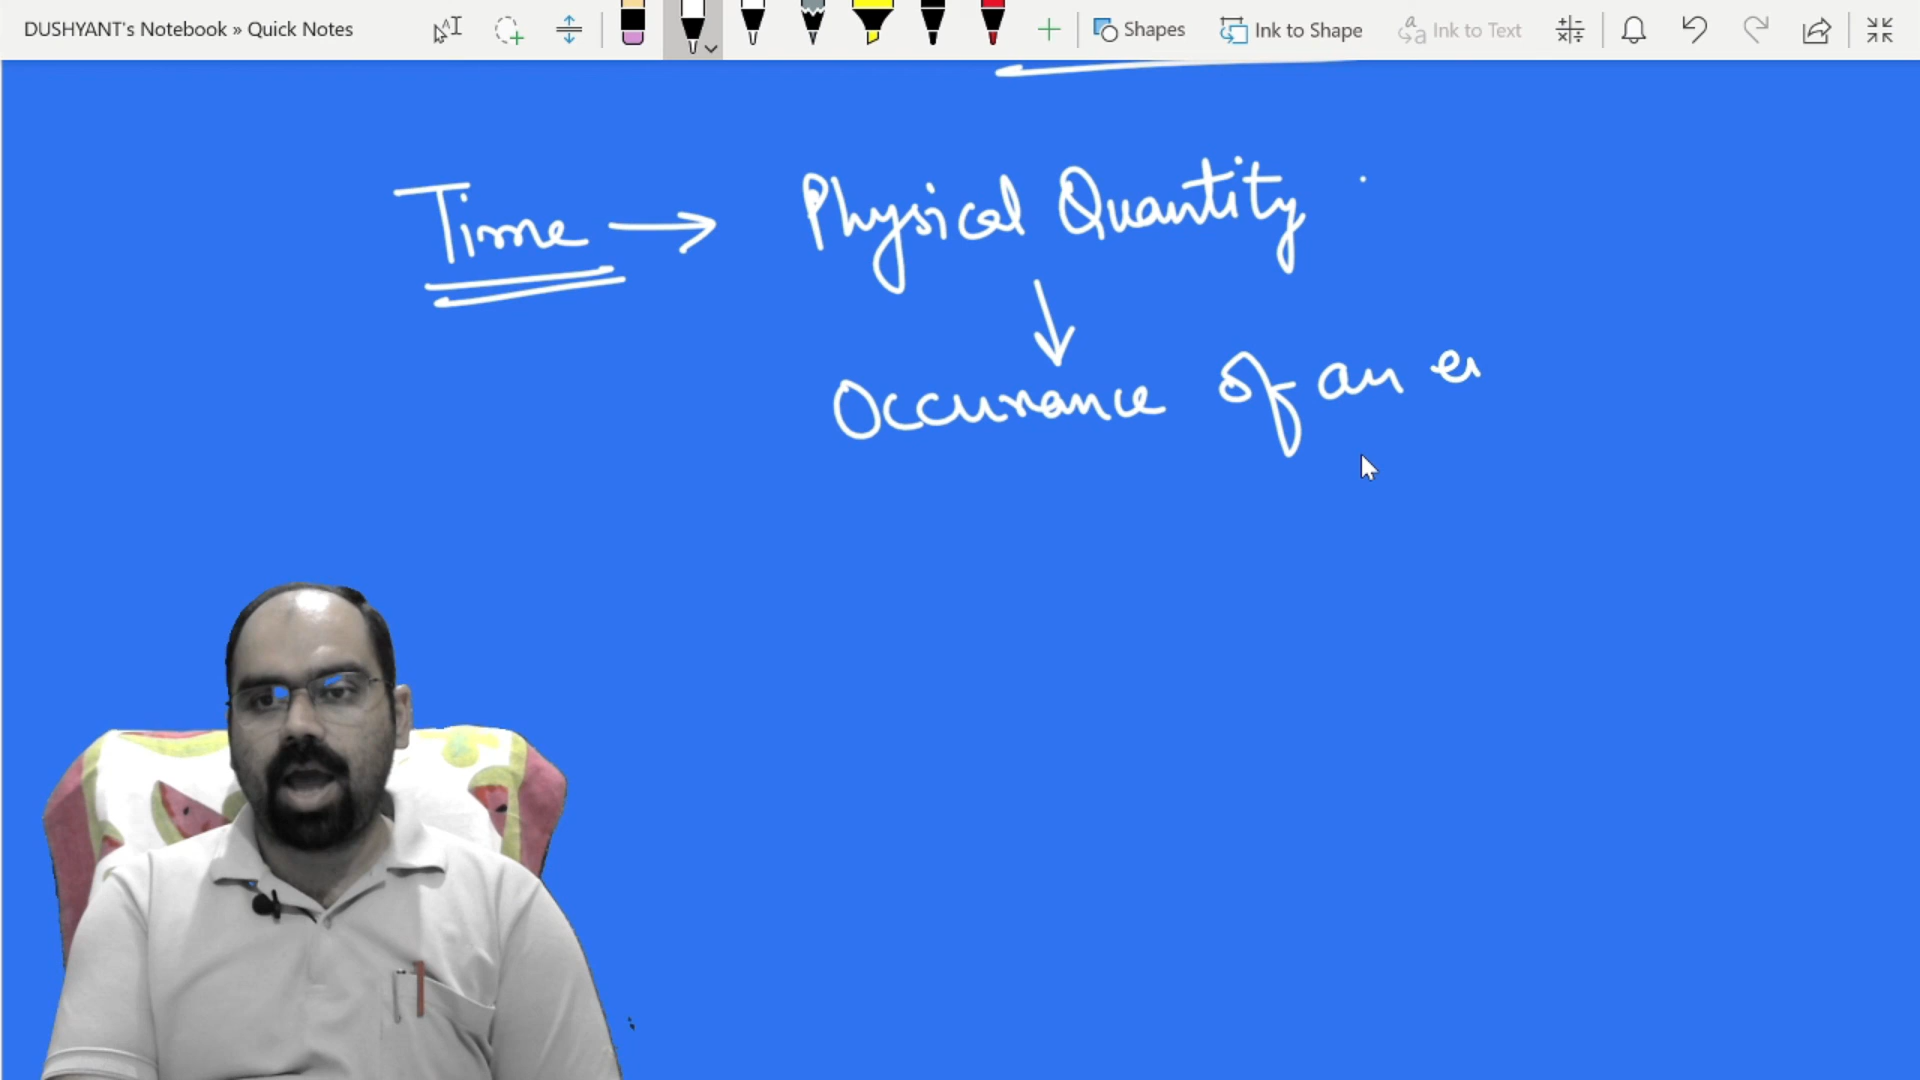 DUSHYANT's Notebook » Quick Notes
Shapes
Ink to Shape
Ink to Text
Time → Physical Quantity
↓
Occurance of an e